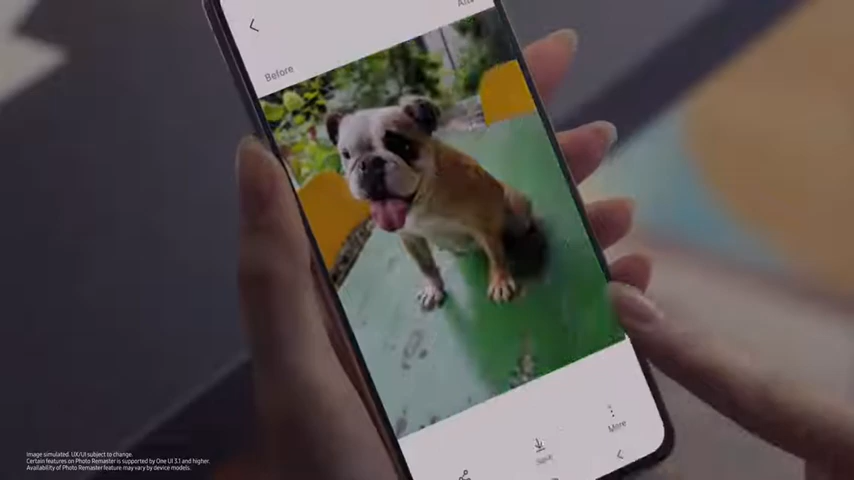 Before
More
Save
Image simulated. UX/UI subject to change.
Certain features on Photo Remaster is supported by One UI 3.1 and higher.
Availability of Photo Remaster feature may vary by device models.